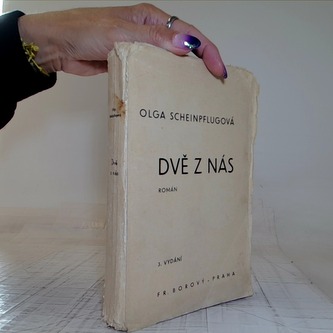 OLGA SCHEINPFLUGOVÁ
DVĚ Z NÁS
ROMÁN
3. VYDÁNÍ
FR. BOROVÝ · PRAHA